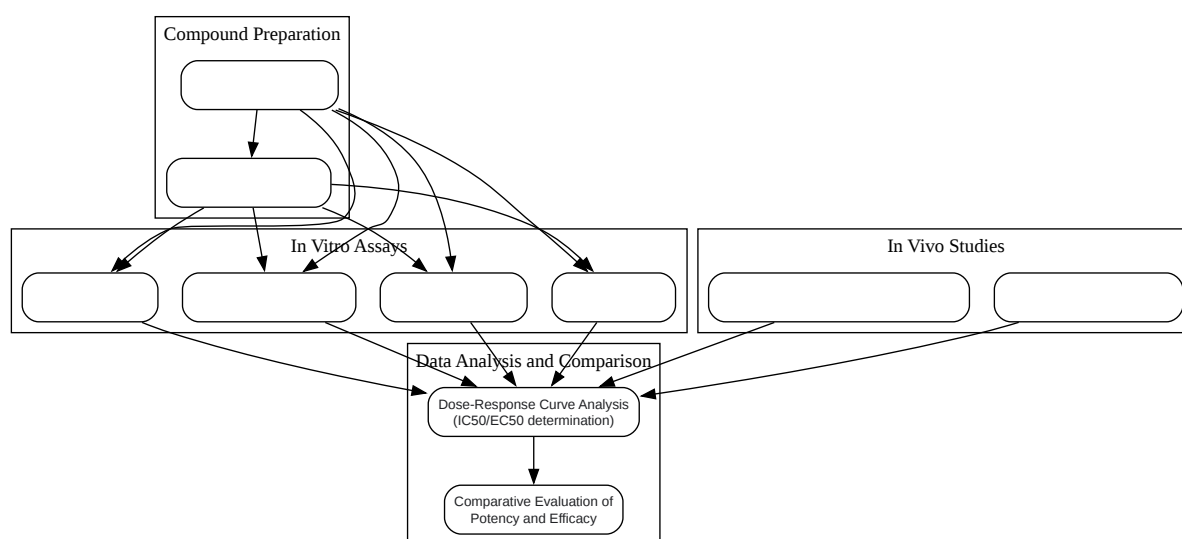 Compound Preparation
In Vitro Assays
In Vivo Studies
Data Analysis and Comparison
Dose-Response Curve Analysis
(IC50/EC50 determination)
Comparative Evaluation of
Potency and Efficacy